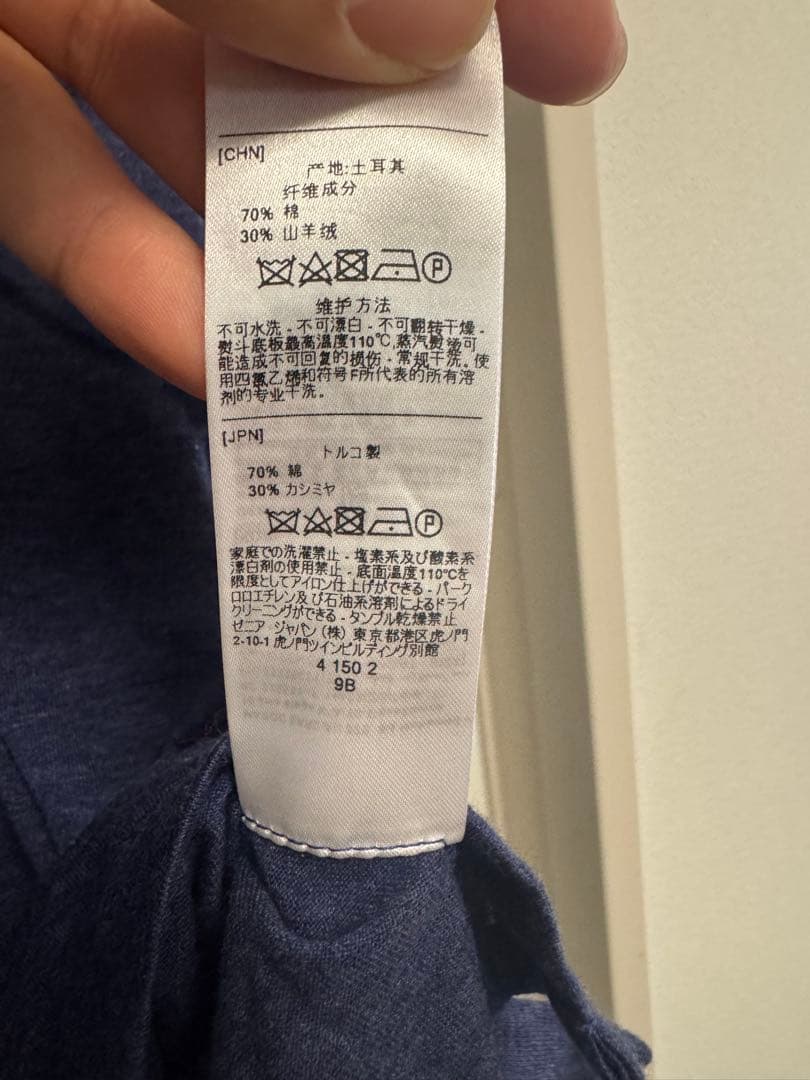 [CHN]
产地:土耳其
纤维成分
70% 棉
30% 山羊绒
P
维护方法
不可水洗 - 不可漂白 - 不可翻转干燥 -
熨斗底板最高温度110℃,蒸汽熨烫可
能造成不可回复的损伤 - 常规干洗。使
用四氯乙烯和符号F所代表的所有溶
剂的专业干洗。
[JPN]
トルコ製
70% 綿
30% カシミヤ
P
家庭での洗濯禁止 - 塩素系及び酸素系
漂白剤の使用禁止 - 底面温度110℃を
限度としてアイロン仕上げができる - パーク
ロロエチレン及び石油系溶剤によるドライ
クリーニングができる - タンブル乾燥禁止
ゼニア ジャパン (株) 東京都港区虎ノ門
2-10-1 虎ノ門ツインビルディング別館
4 150 2
9B